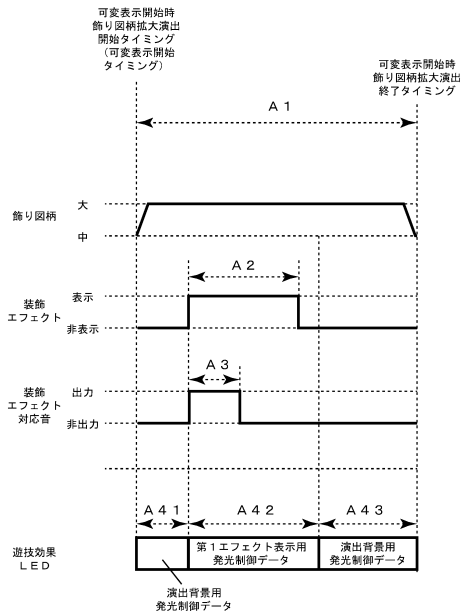 可変表示開始時
飾り図柄拡大演出
開始タイミング
（可変表示開始
タイミング）
可変表示開始時
飾り図柄拡大演出
終了タイミング
Ａ１
飾り図柄
大
中
Ａ２
装飾
エフェクト
表示
非表示
Ａ３
装飾
エフェクト
対応音
出力
非出力
Ａ４１
Ａ４２
Ａ４３
遊技効果
ＬＥＤ
第１エフェクト表示用
発光制御データ
演出背景用
発光制御データ
演出背景用
発光制御データ